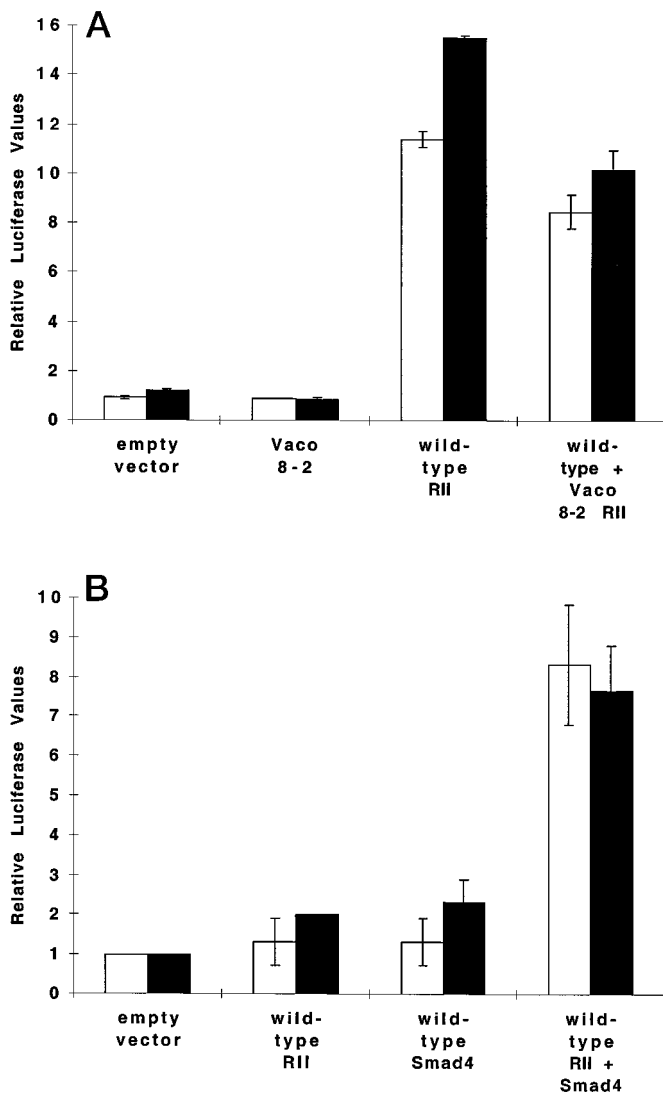 A
Relative Luciferase Values
16
14
12
10
8
6
4
2
0
empty
vector
Vaco
8-2
wild-
type
RII
wild-
type +
Vaco
8-2 RII
B
Relative Luciferase Values
10
9
8
7
6
5
4
3
2
1
0
empty
vector
wild-
type
RII
wild-
type
Smad4
wild-
type
RII +
Smad4